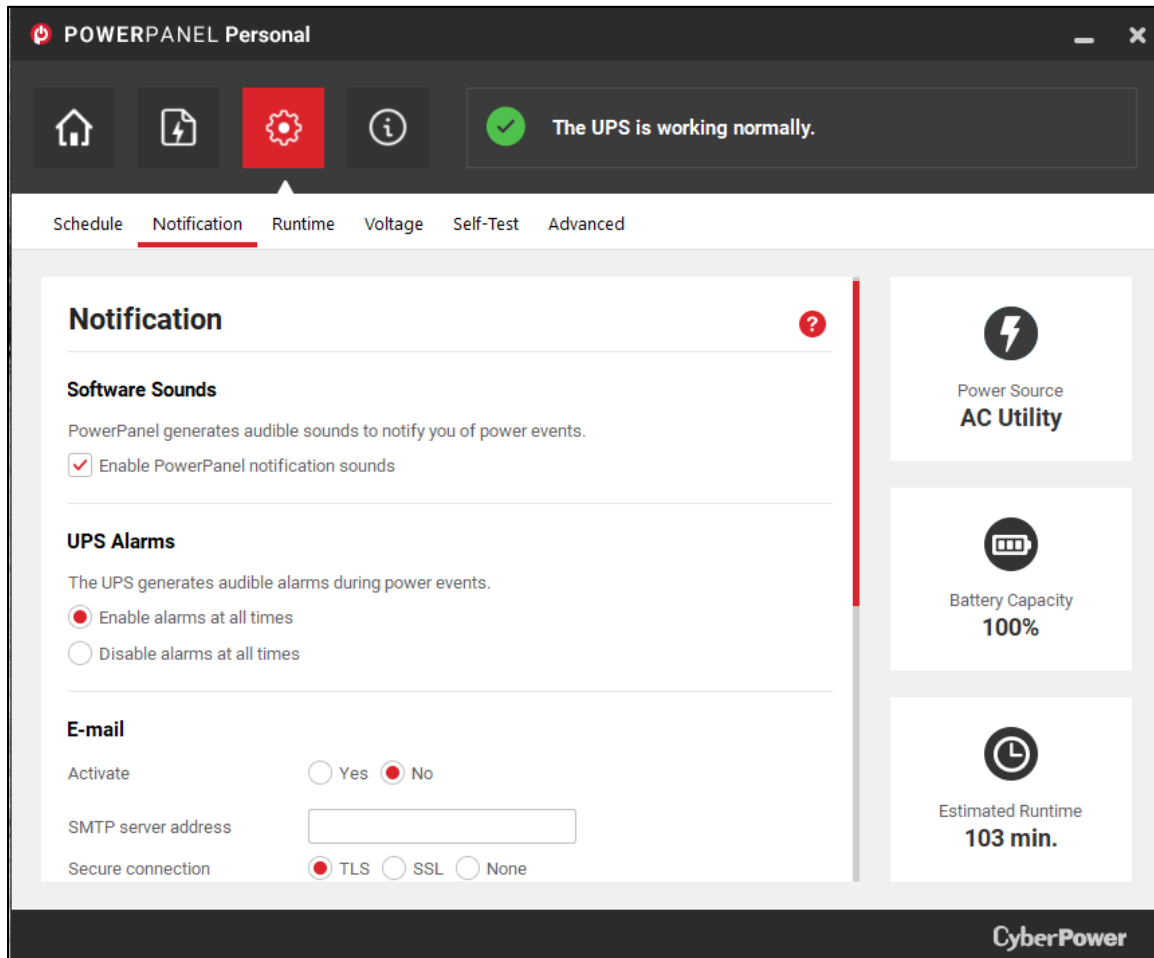 POWERPANEL Personal
The UPS is working normally.
Schedule Notification Runtime Voltage Self-Test Advanced
Notification
?
Software Sounds
PowerPanel generates audible sounds to notify you of power events.
Enable PowerPanel notification sounds
UPS Alarms
The UPS generates audible alarms during power events.
Enable alarms at all times
Disable alarms at all times
E-mail
Activate Yes No
SMTP server address
Secure connection TLS SSL None
Power Source
AC Utility
Battery Capacity
100%
Estimated Runtime
103 min.
CyberPower